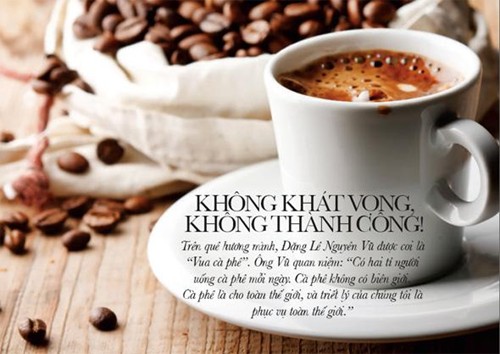 KHÔNG KHÁT VỌNG,
KHÔNG THÀNH CÔNG!
Trên quê hương mình, Đặng Lê Nguyên Vũ được coi là
“Vua cà phê”. Ông Vũ quan niệm: “Có hai tỉ người
uống cà phê mỗi ngày. Cà phê không có biên giới.
Cà phê là cho toàn thế giới, và triết lý của chúng tôi là
phục vụ toàn thế giới.”